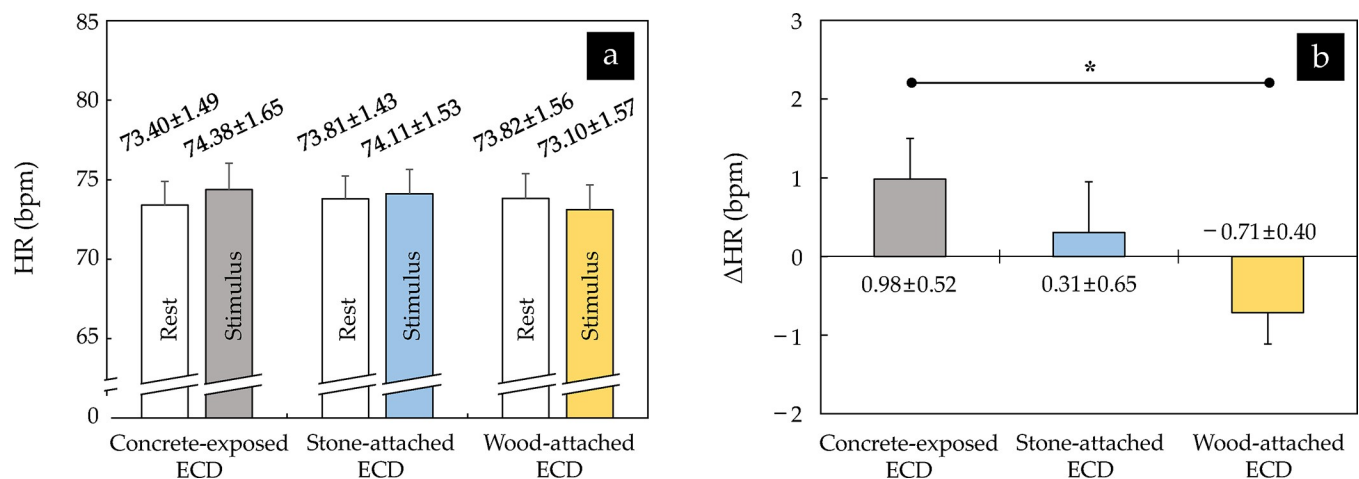 a
HR (bpm)
85
80
75
70
65
0
73.40±1.49
74.38±1.65
73.81±1.43
74.11±1.53
73.82±1.56
73.10±1.57
Rest
Stimulus
Rest
Stimulus
Rest
Stimulus
Concrete-exposed
ECD
Stone-attached
ECD
Wood-attached
ECD
b
ΔHR (bpm)
3
2
1
0
−1
−2
*
0.98±0.52
0.31±0.65
−0.71±0.40
Concrete-exposed
ECD
Stone-attached
ECD
Wood-attached
ECD